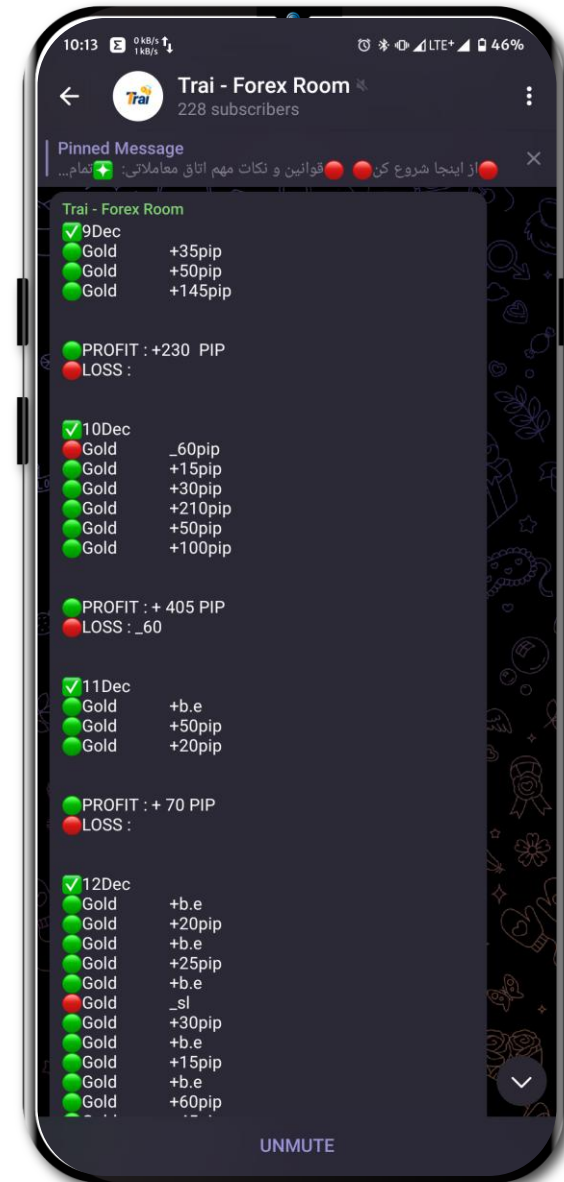 10:13 Σ 0 kB/s 1 kB/s LTE+ 46%
Trai
Trai - Forex Room
228 subscribers
Pinned Message
🔴از اینجا شروع کن🔴 🔴قوانین و نکات مهم اتاق معاملاتی: ❇️تمام...
Trai - Forex Room
✅9Dec
🟢Gold +35pip
🟢Gold +50pip
🟢Gold +145pip
🟢PROFIT : +230 PIP
🔴LOSS :
✅10Dec
🔴Gold _60pip
🟢Gold +15pip
🟢Gold +30pip
🟢Gold +210pip
🟢Gold +50pip
🟢Gold +100pip
🟢PROFIT : + 405 PIP
🔴LOSS : _60
✅11Dec
🟢Gold +b.e
🟢Gold +50pip
🟢Gold +20pip
🟢PROFIT : + 70 PIP
🔴LOSS :
✅12Dec
🟢Gold +b.e
🟢Gold +20pip
🟢Gold +b.e
🟢Gold +25pip
🟢Gold +b.e
🔴Gold _sl
🟢Gold +30pip
🟢Gold +b.e
🟢Gold +15pip
🟢Gold +b.e
🟢Gold +60pip
UNMUTE